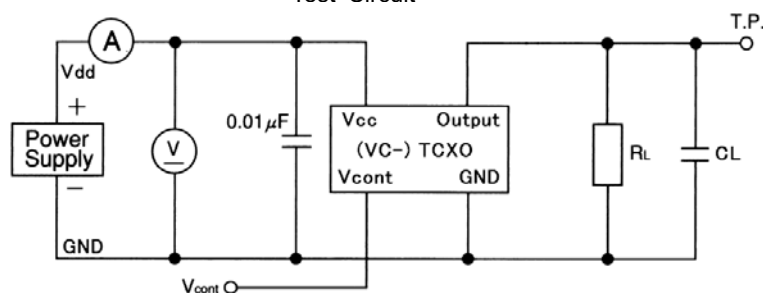 Test Circuit
T.P.
A
Vdd
+
0.01μF
Vcc Output
Power
Supply
V
(VC-) TCXO
RL
CL
Vcont GND
−
GND
Vcont